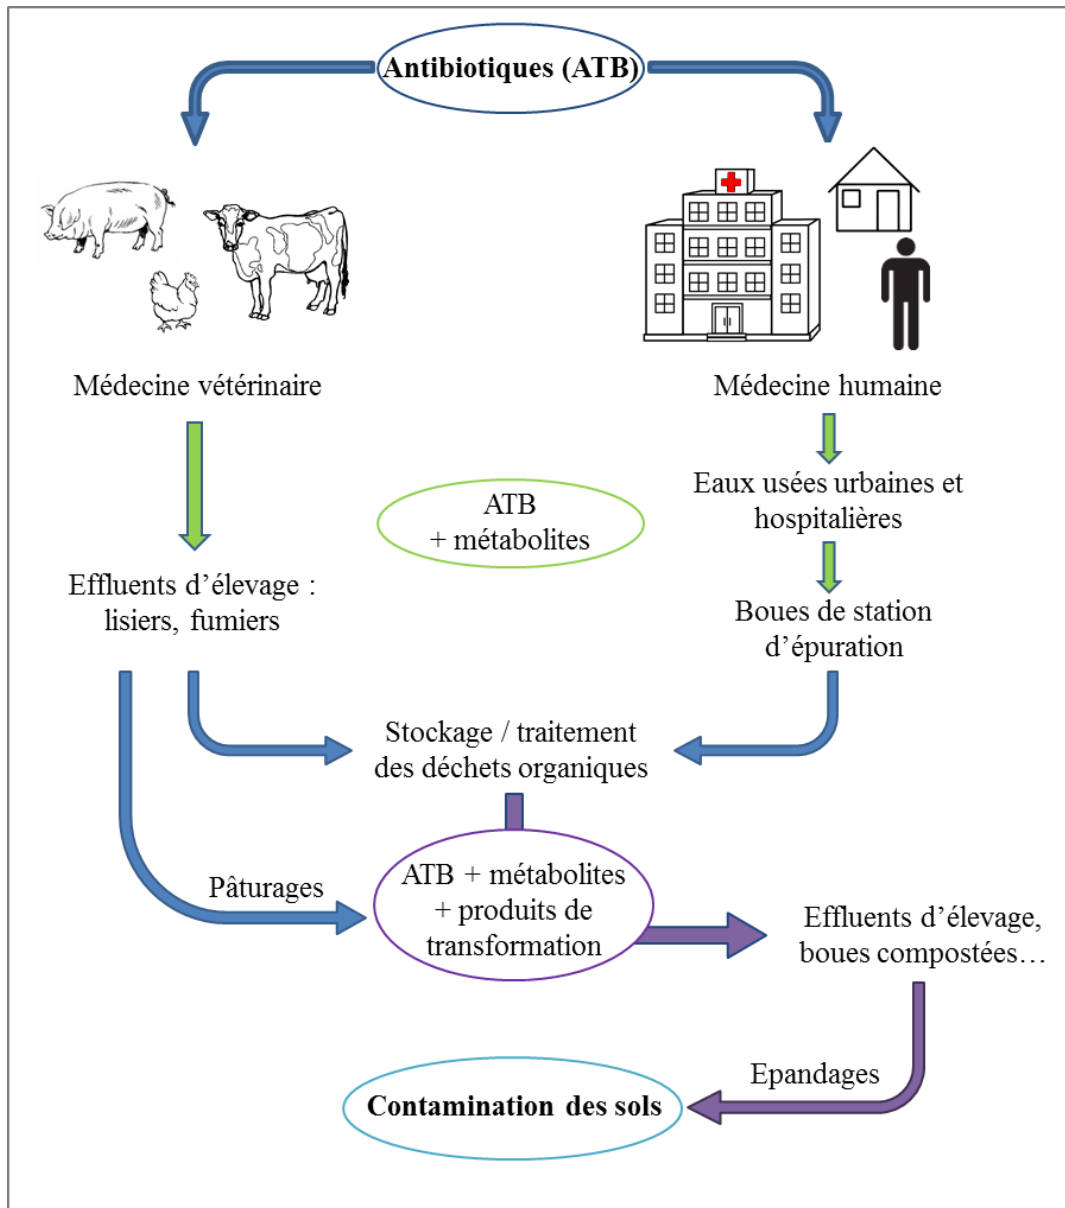 Antibiotiques (ATB)
Médecine vétérinaire
Médecine humaine
Eaux usées urbaines et
hospitalières
ATB
+ métabolites
Effluents d’élevage :
lisiers, fumiers
Boues de station
d’épuration
Stockage / traitement
des déchets organiques
Pâturages
ATB + métabolites
+ produits de
transformation
Effluents d’élevage,
boues compostées…
Epandages
Contamination des sols